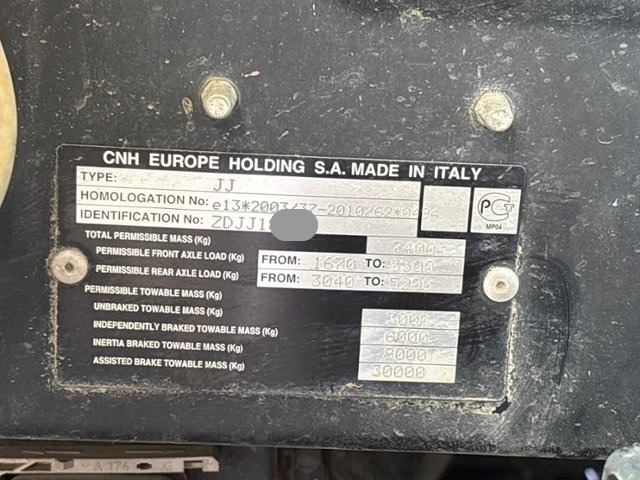 CNH EUROPE HOLDING S.A. MADE IN ITALY
TYPE: JJ
HOMOLOGATION No: e13*2003/37-2010/62*0494
IDENTIFICATION No: ZDJJ1
PCT
MP04
TOTAL PERMISSIBLE MASS (Kg) 7400
PERMISSIBLE FRONT AXLE LOAD (Kg) FROM: 1670 TO: 3300
PERMISSIBLE REAR AXLE LOAD (Kg) FROM: 3040 TO: 5200
PERMISSIBLE TOWABLE MASS (Kg)
UNBRAKED TOWABLE MASS (Kg) 3000
INDEPENDENTLY BRAKED TOWABLE MASS (Kg) 6000
INERTIA BRAKED TOWABLE MASS (Kg) 8000
ASSISTED BRAKE TOWABLE MASS (Kg) 30000
A 175 G